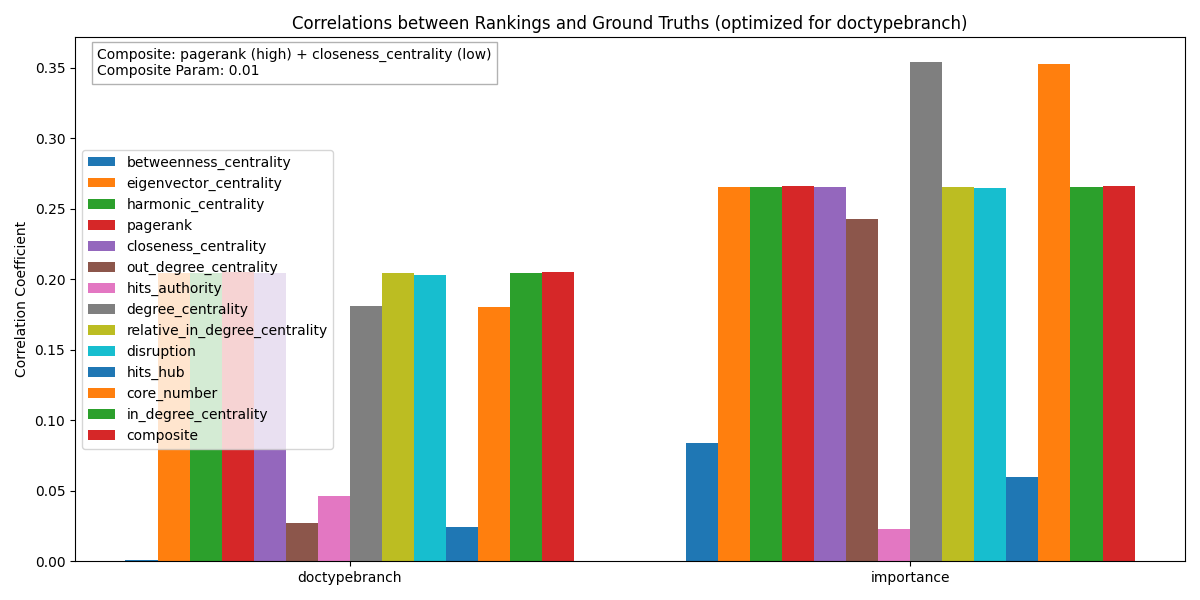 Correlations between Rankings and Ground Truths (optimized for doctypebranch)
Composite: pagerank (high) + closeness_centrality (low)
Composite Param: 0.01
betweenness_centrality
eigenvector_centrality
harmonic_centrality
pagerank
closeness_centrality
out_degree_centrality
hits_authority
degree_centrality
relative_in_degree_centrality
disruption
hits_hub
core_number
in_degree_centrality
composite
Correlation Coefficient
0.35
0.30
0.25
0.20
0.15
0.10
0.05
0.00
doctypebranch
importance